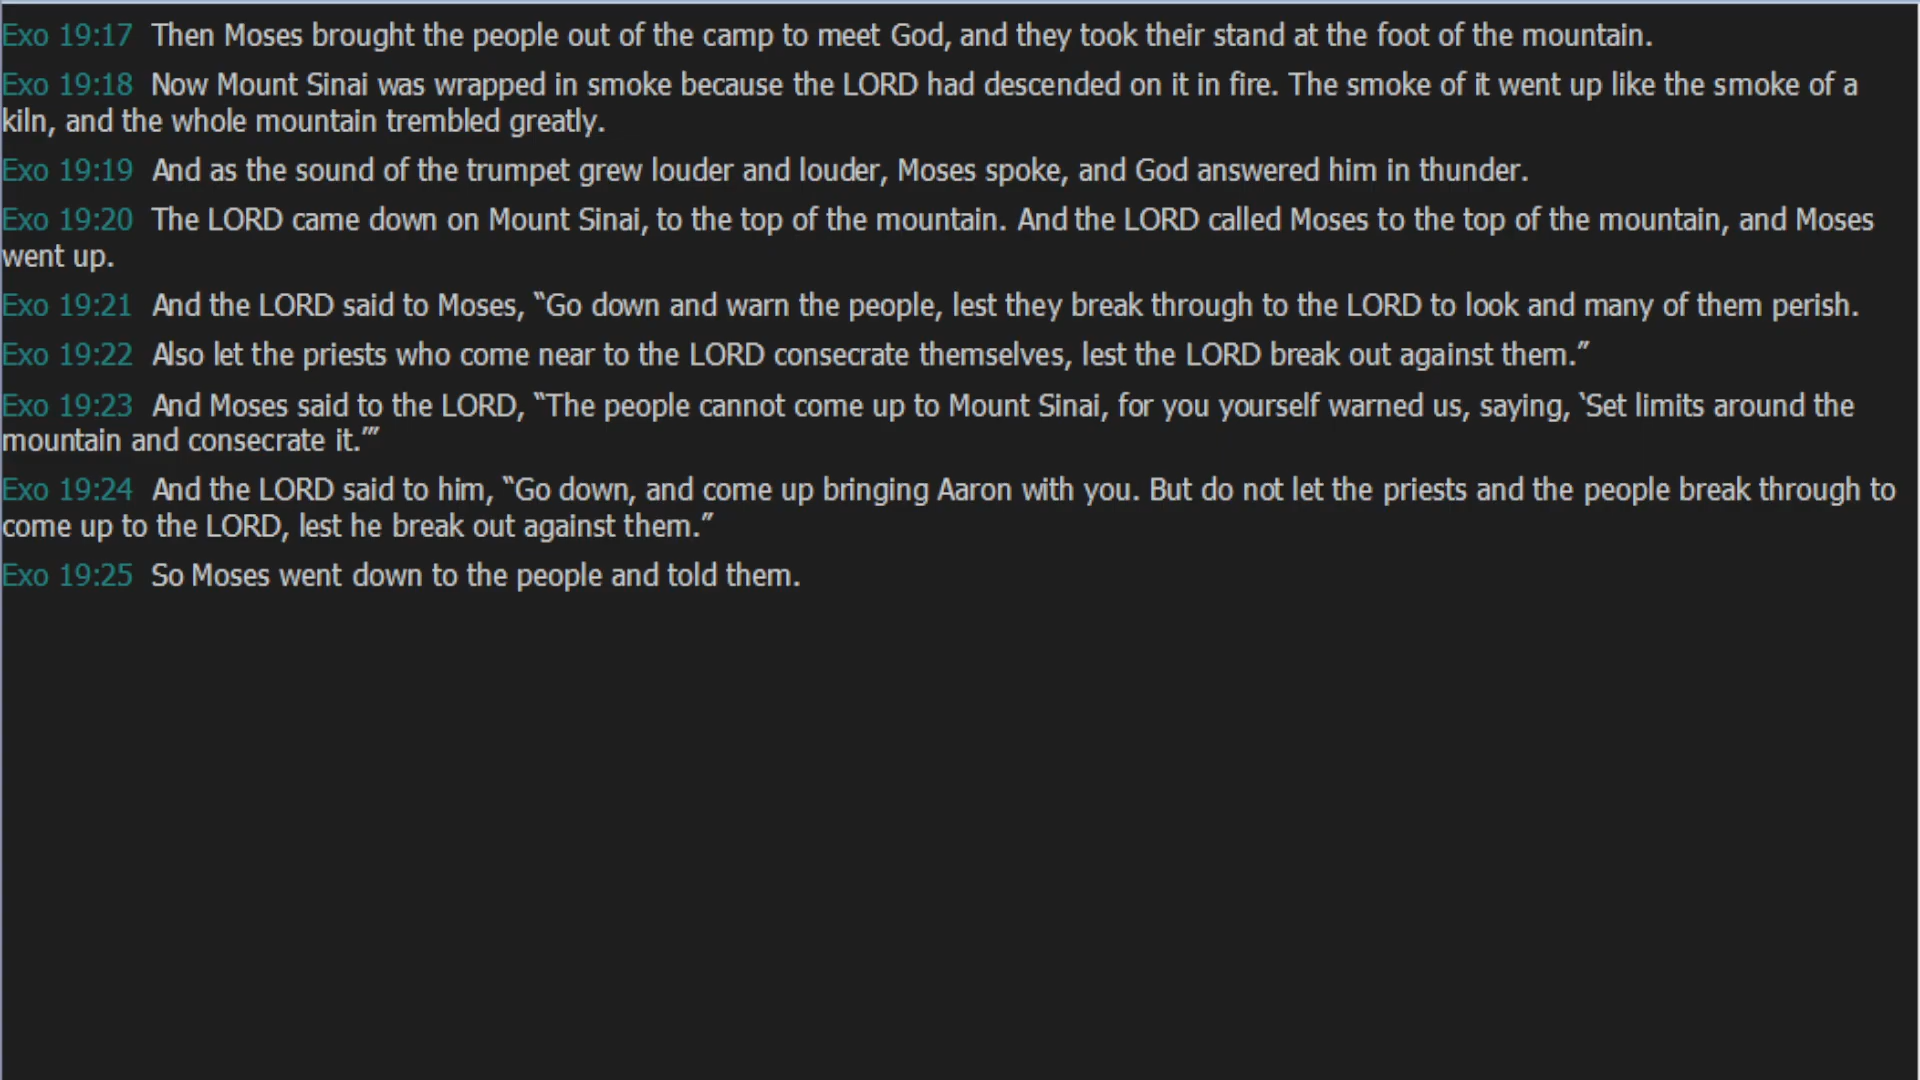 Exo 19:17 Then Moses brought the people out of the camp to meet God, and they took their stand at the foot of the mountain.
Exo 19:18 Now Mount Sinai was wrapped in smoke because the LORD had descended on it in fire. The smoke of it went up like the smoke of a
kiln, and the whole mountain trembled greatly.
Exo 19:19 And as the sound of the trumpet grew louder and louder, Moses spoke, and God answered him in thunder.
Exo 19:20 The LORD came down on Mount Sinai, to the top of the mountain. And the LORD called Moses to the top of the mountain, and Moses
went up.
Exo 19:21 And the LORD said to Moses, “Go down and warn the people, lest they break through to the LORD to look and many of them perish.
Exo 19:22 Also let the priests who come near to the LORD consecrate themselves, lest the LORD break out against them.”
Exo 19:23 And Moses said to the LORD, “The people cannot come up to Mount Sinai, for you yourself warned us, saying, ‘Set limits around the
mountain and consecrate it.’”
Exo 19:24 And the LORD said to him, “Go down, and come up bringing Aaron with you. But do not let the priests and the people break through to
come up to the LORD, lest he break out against them.”
Exo 19:25 So Moses went down to the people and told them.